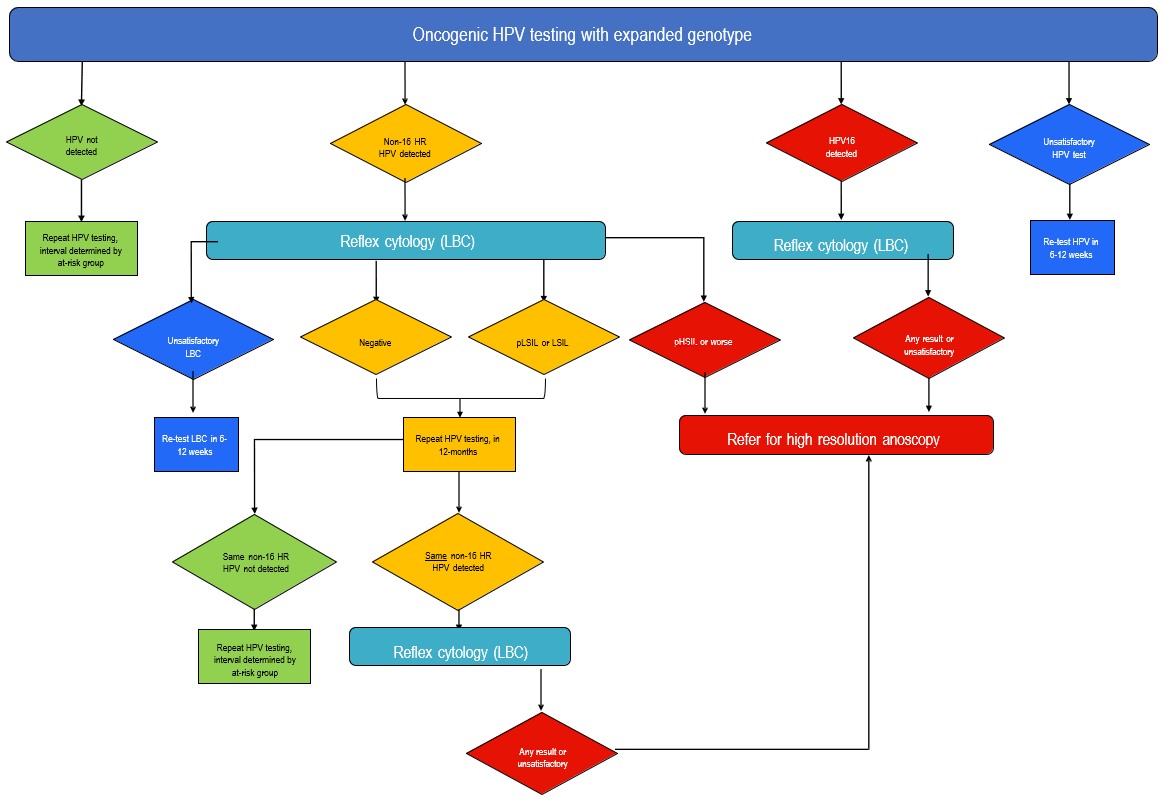 Oncogenic HPV testing with expanded genotype
HPV not
detected
Non-16 HR
HPV detected
HPV16
detected
Unsatisfactory
HPV test
Repeat HPV testing,
interval determined by
at-risk group
Reflex cytology (LBC)
Reflex cytology (LBC)
Re-test HPV in
6-12 weeks
Unsatisfactory
LBC
Negative
pLSIL or LSIL
pHSIL or worse
Any result or
unsatisfactory
Re-test LBC in 6-
12 weeks
Repeat HPV testing, in
12-months
Refer for high resolution anoscopy
Same non-16 HR
HPV not detected
Same non-16 HR
HPV detected
Repeat HPV testing,
interval determined by
at-risk group
Reflex cytology (LBC)
Any result or
unsatisfactory